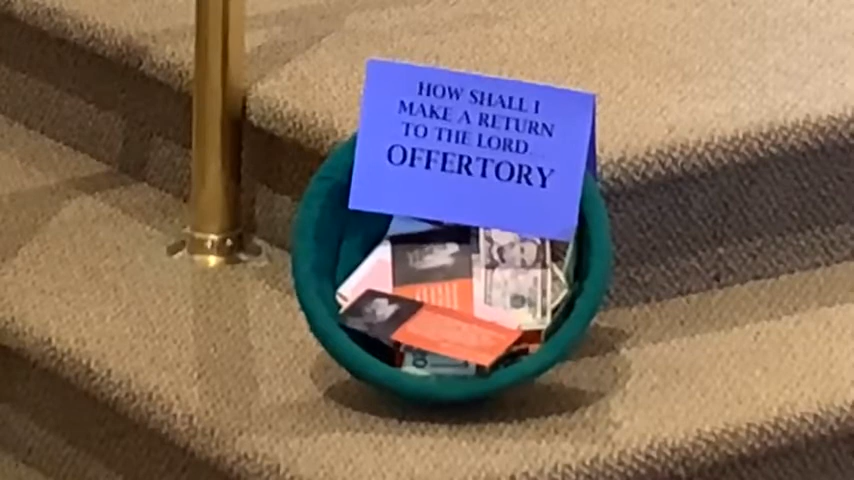 HOW SHALL I
MAKE A RETURN
TO THE LORD...
OFFERTORY